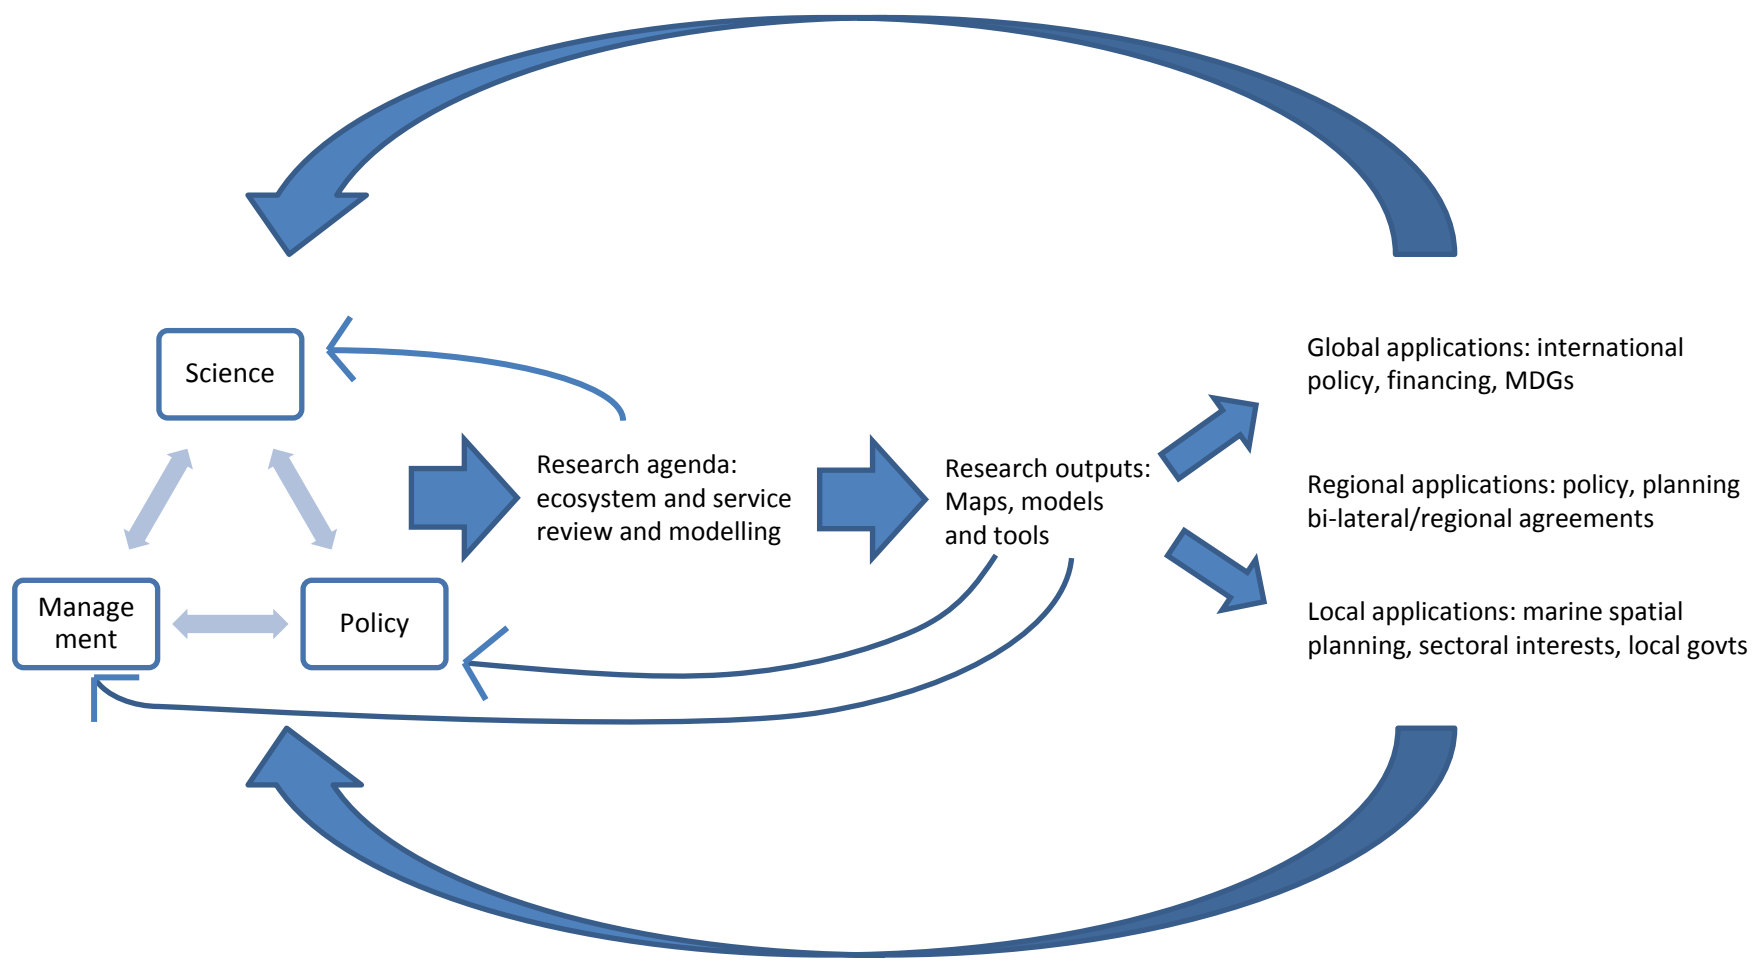 Science
Manage
ment
Policy
Research agenda:
ecosystem and service
review and modelling
Research outputs:
Maps, models
and tools
Global applications: international
policy, financing, MDGs
Regional applications: policy, planning
bi-lateral/regional agreements
Local applications: marine spatial
planning, sectoral interests, local govts